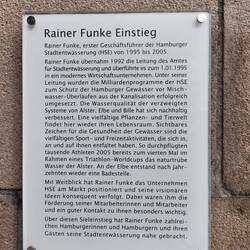 Rainer Funke Einstieg
Rainer Funke, erster Geschäftsführer der Hamburger
Stadtentwässerung (HSE) von 1995 bis 2005.
Rainer Funke übernahm 1992 die Leitung des Amtes
für Stadtentwässerung und überführte es zum 1.01.1995
in ein modernes Wirtschaftsunternehmen. Unter seiner
Leitung wurden die Milliardenprogramme der HSE
zum Schutz der Hamburger Gewässer vor Misch-
wasser-Überläufen aus der Kanalisation erfolgreich
umgesetzt. Die Wasserqualität der verzweigten
Systeme von Alster, Elbe und Bille hat sich nachhaltig
verbessert. Eine vielfältige Pflanzen- und Tierwelt
findet hier wieder ihren Lebensraum. Sichtbares
Zeichen für die Gesundheit der Gewässer sind die
vielfältigen Sport- und Freizeitaktivitäten, die sich in,
an und auf ihnen entfaltet haben. So durchpflügten
tausende Athleten 2005 bereits zum vierten Mal im
Rahmen eines Triathlon-Worldcups das naturtrübe
Wasser der Alster. An der Elbe entstand nach Jahr-
zehnten wieder eine Badestelle.
Mit Weitblick hat Rainer Funke das Unternehmen
HSE am Markt positioniert und seine visionären
Ideen konsequent verfolgt. Dabei waren ihm die
Förderung seiner Mitarbeiterinnen und Mitarbeiter
und ein guter Kontakt zu ihnen besonders wichtig.
Über diesen Sieleinstieg hat Rainer Funke zahlrei-
chen Hamburgerinnen und Hamburgern und ihren
Gästen seine Stadtentwässerung nahe gebracht.